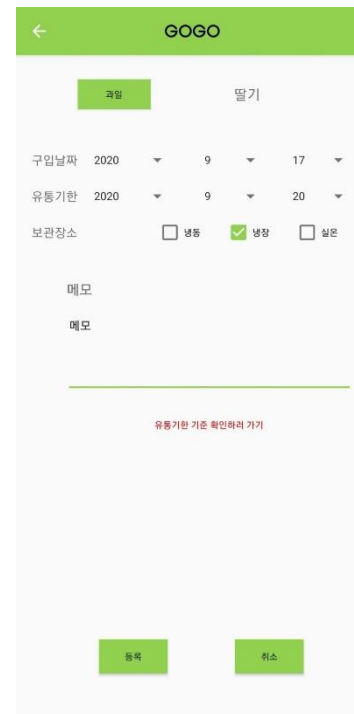 GOGO
과일 딸기
구입날짜 2020 9 17
유통기한 2020 9 20
보관장소 냉동 냉장 실온
메모
메모
유통기한 기준 확인하러 가기
등록 취소